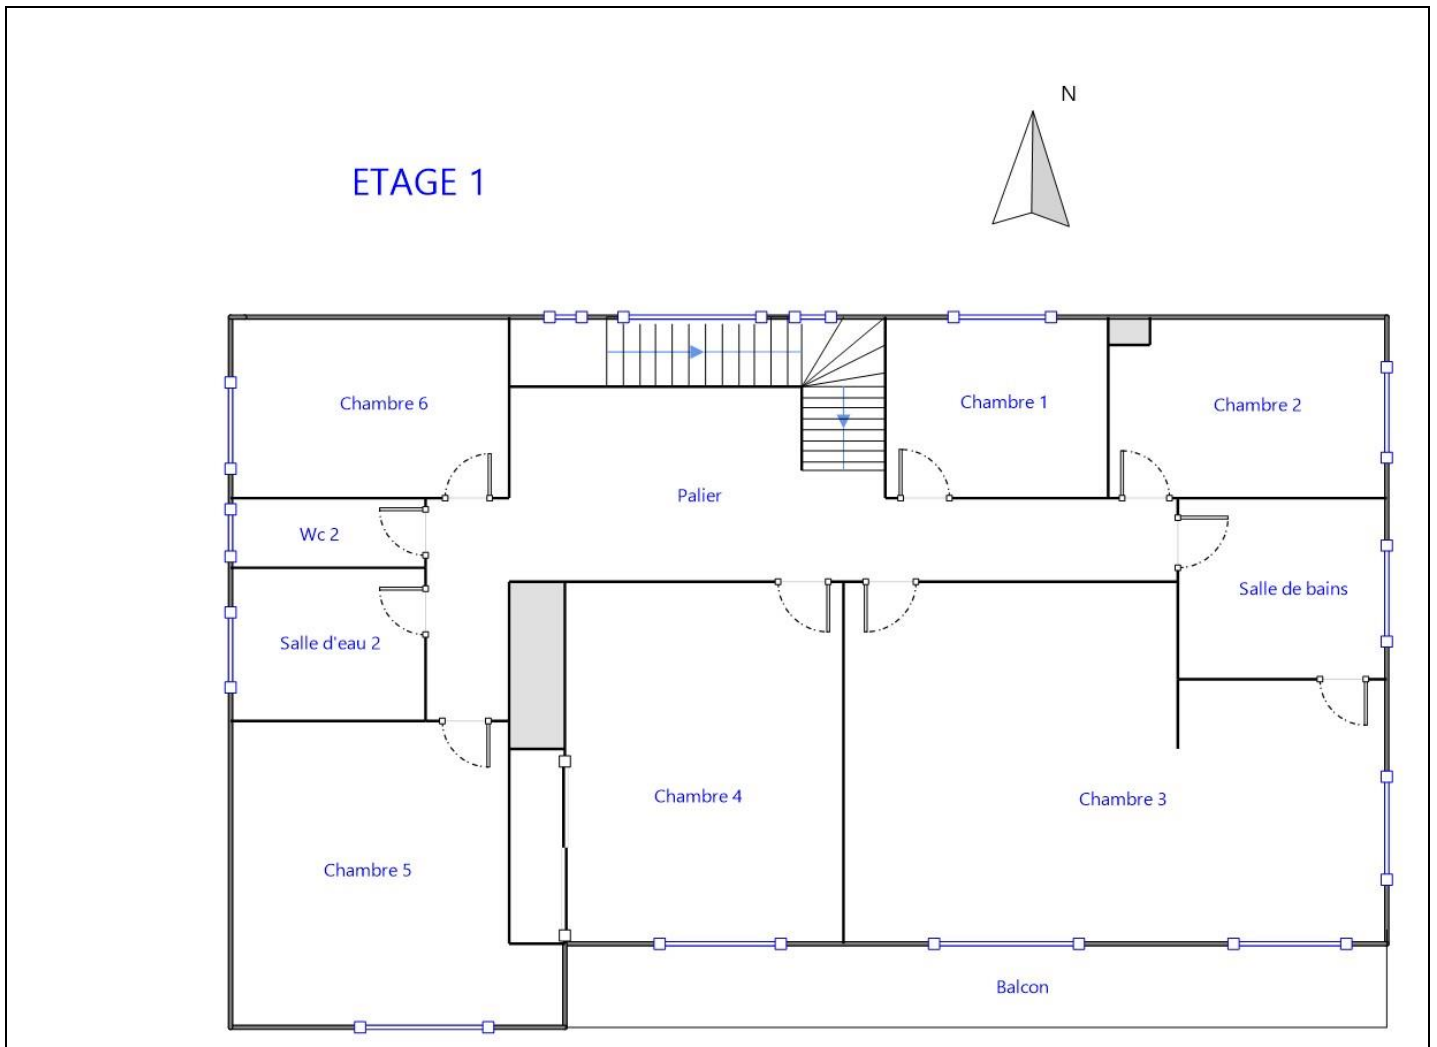 N
ETAGE 1
Chambre 6
Chambre 1
Chambre 2
Palier
Wc 2
Salle de bains
Salle d'eau 2
Chambre 4
Chambre 3
Chambre 5
Balcon